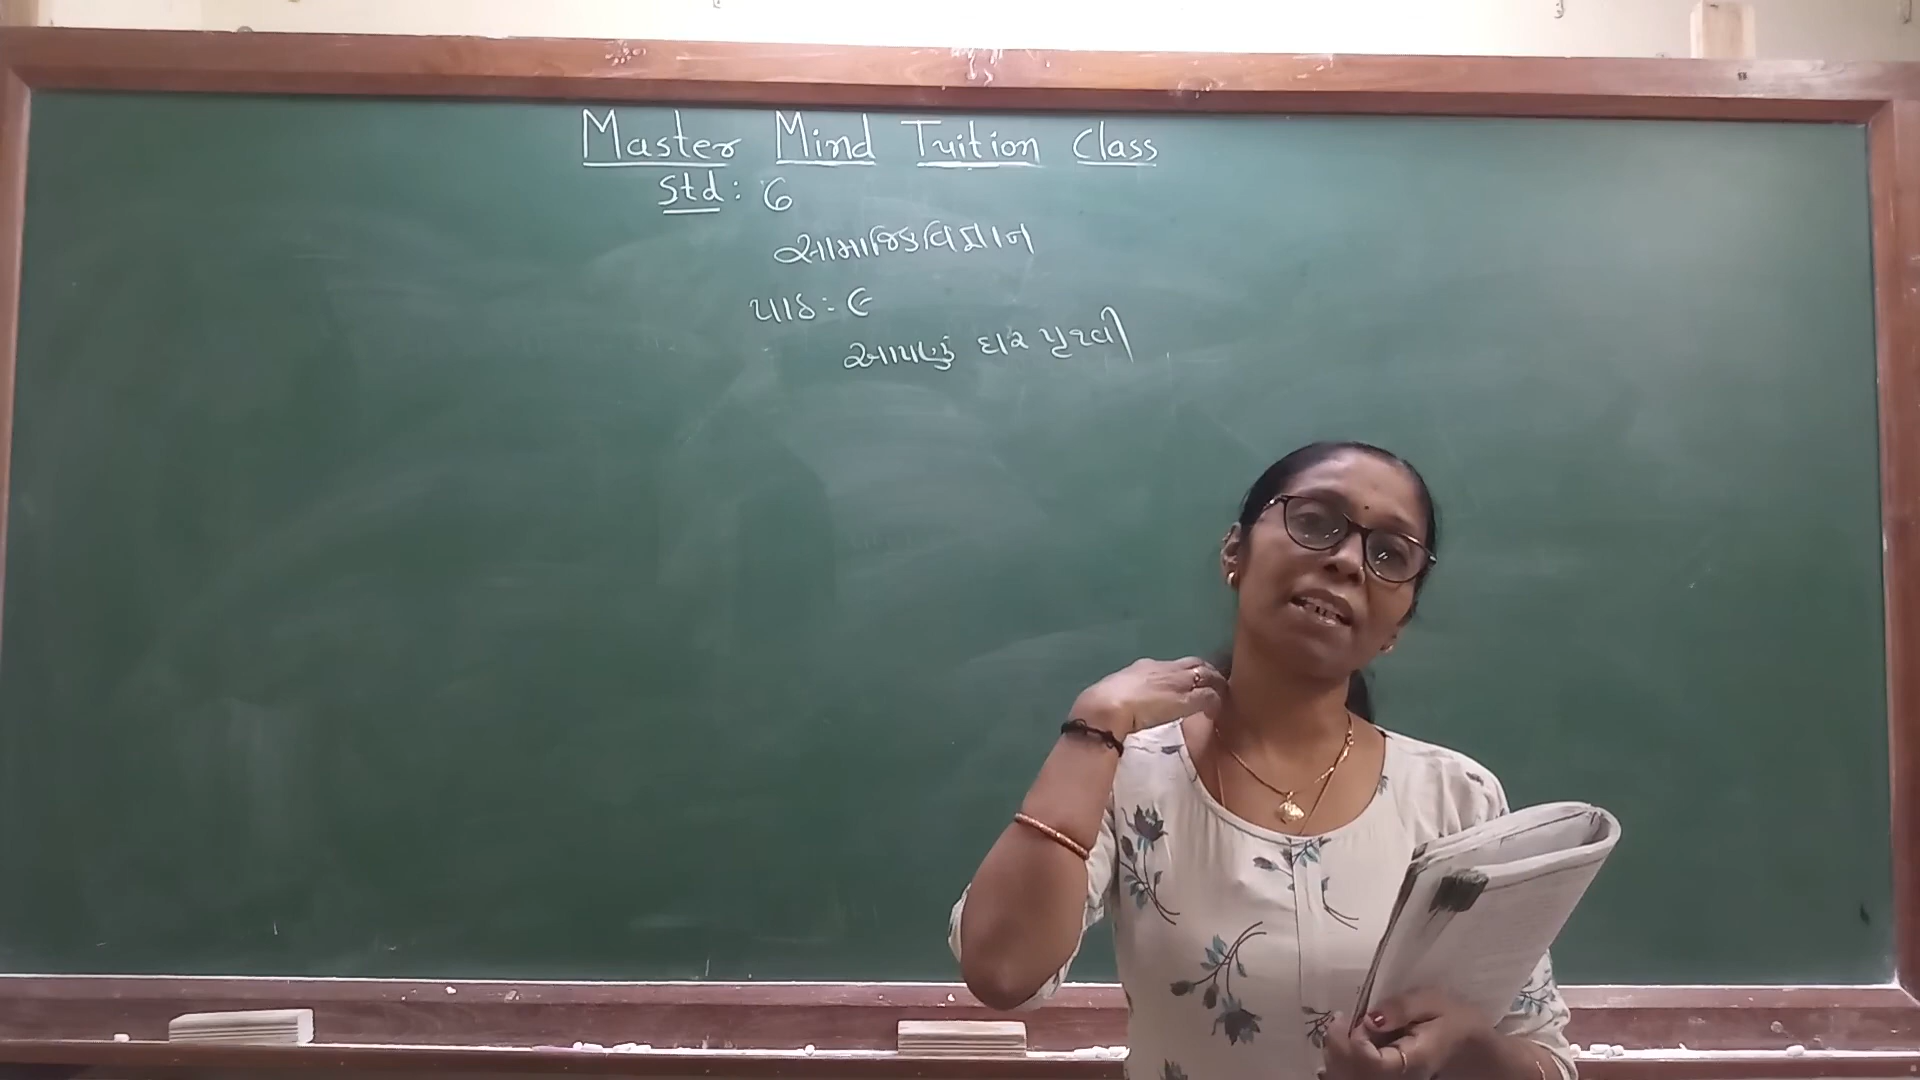 Master Mind Tuition Class
Std: 6
સામાજિકવિજ્ઞાન
પાઠ:- ૯
આપણું ઘર પૃથ્વી